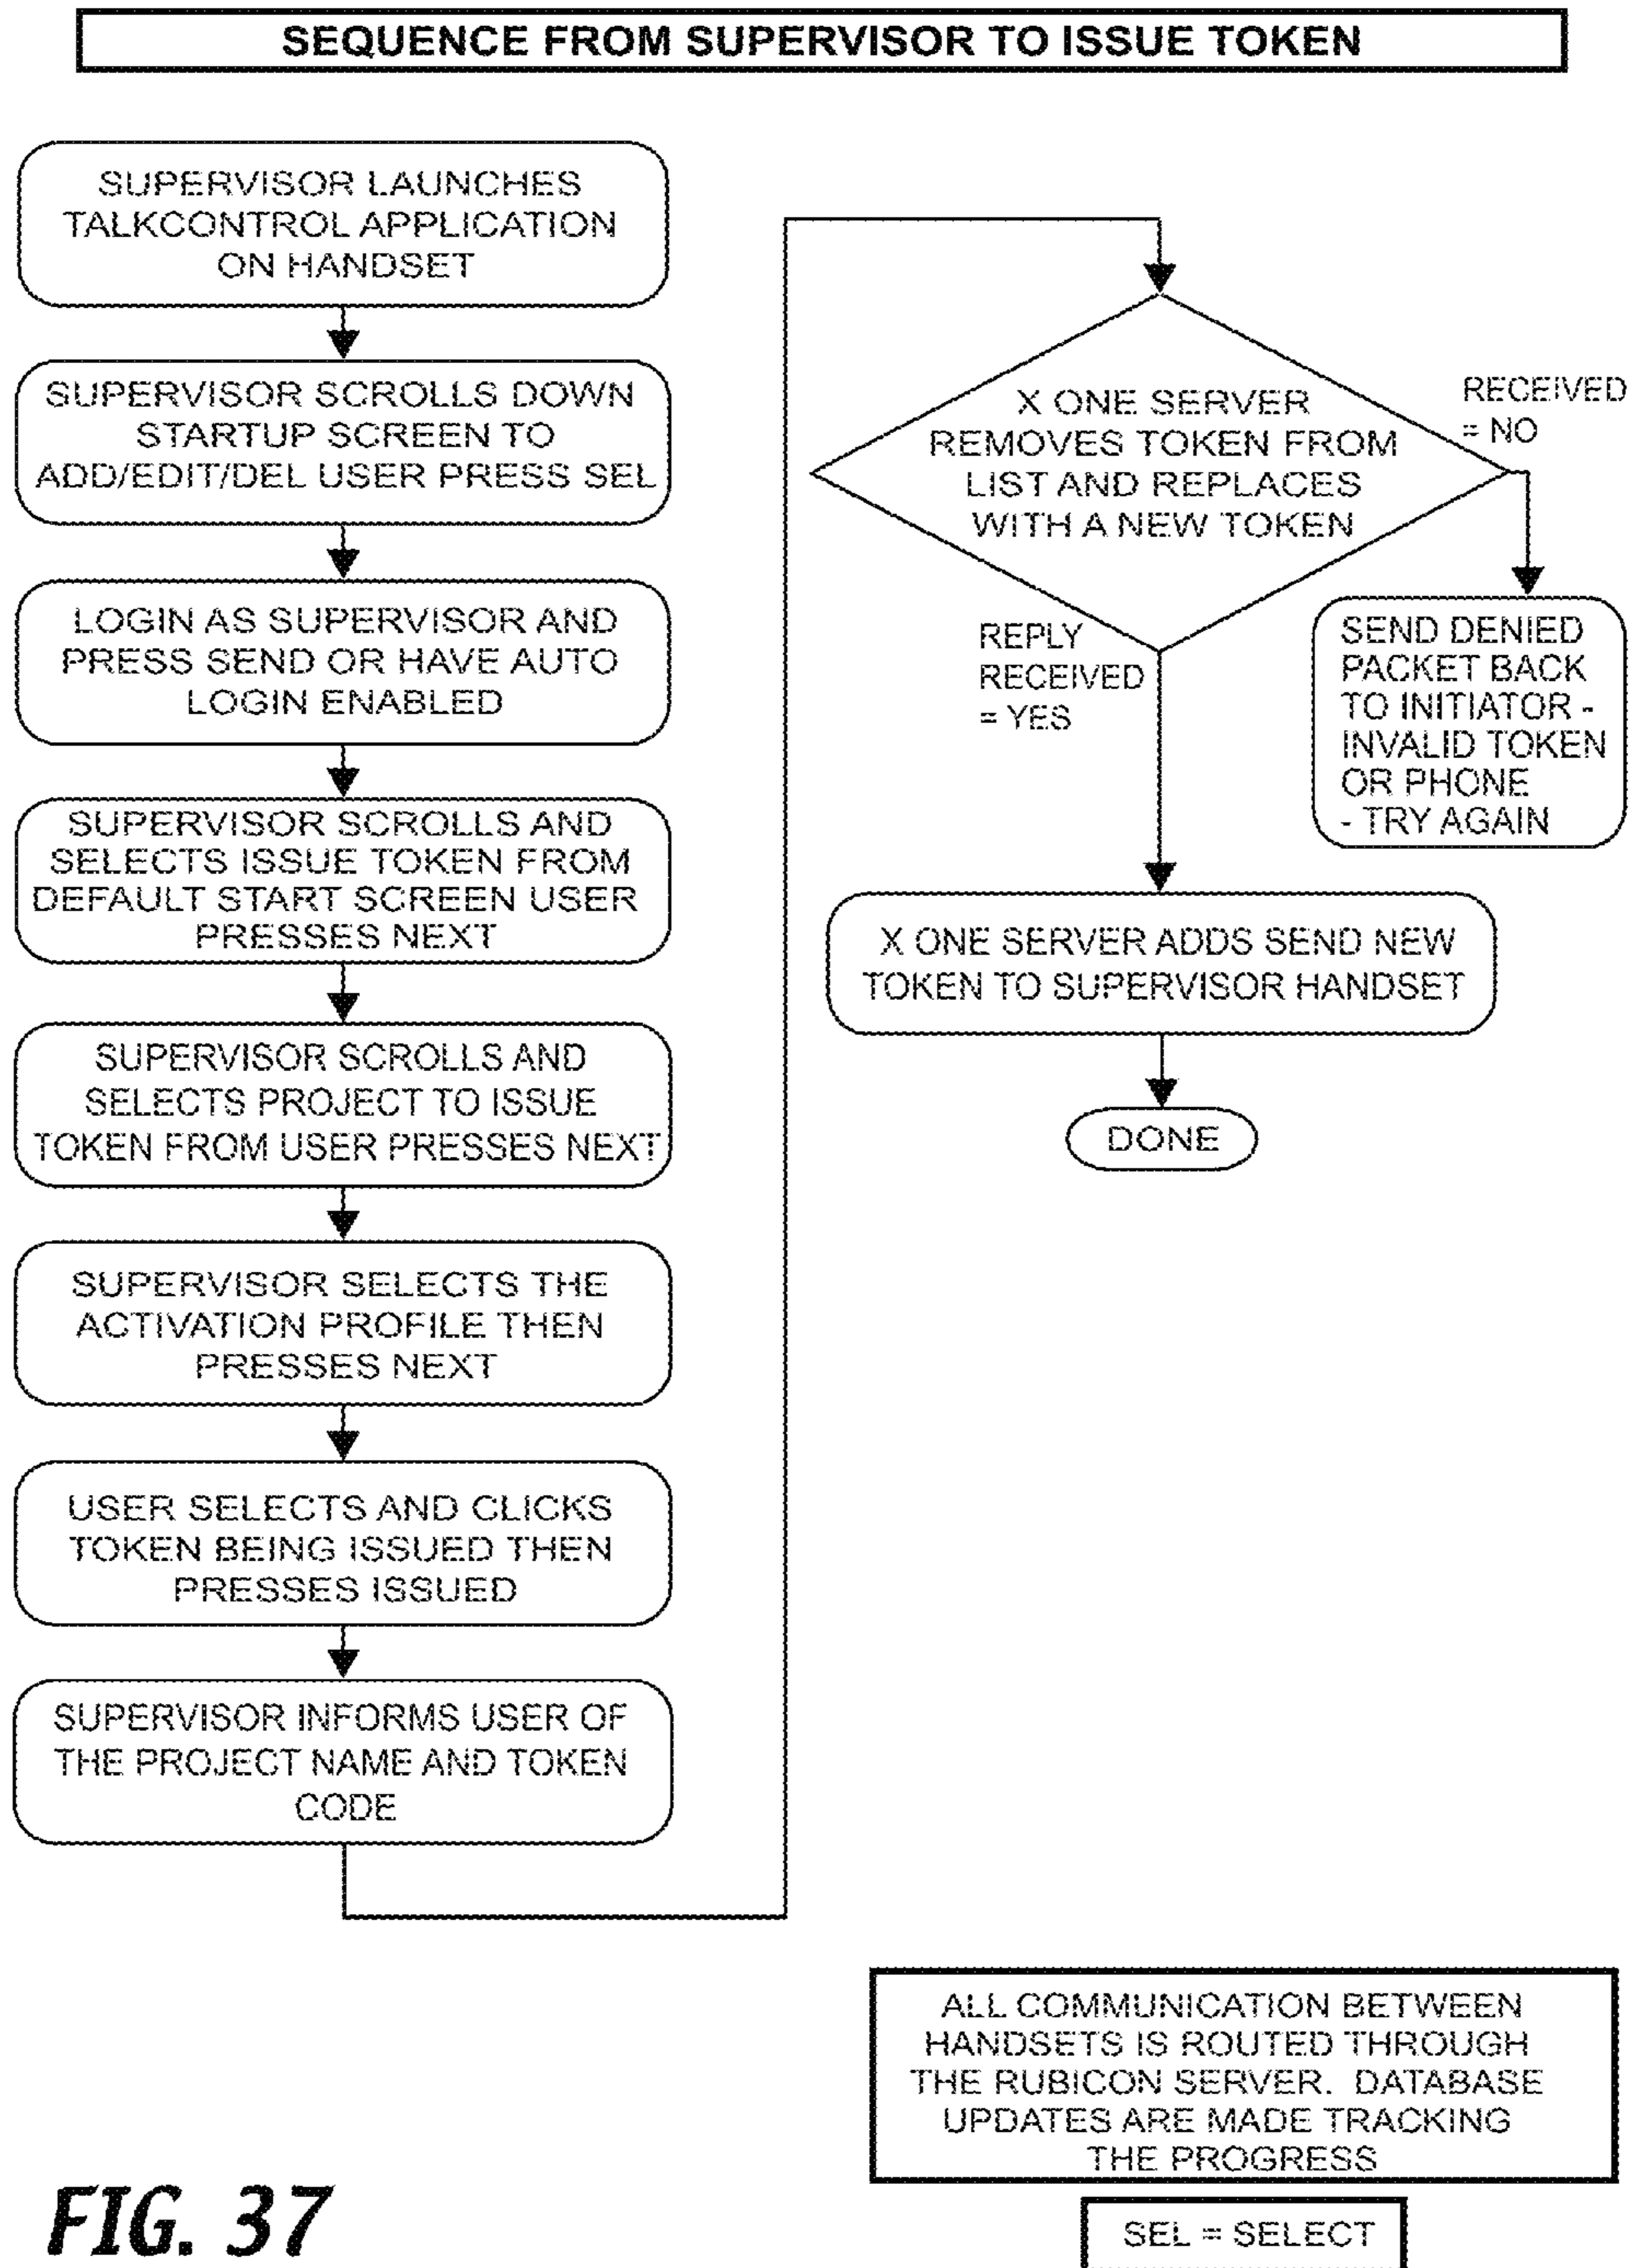 SEQUENCE FROM SUPERVISOR TO ISSUE TOKEN
SUPERVISOR LAUNCHES
TALKCONTROL APPLICATION
ON HANDSET
SUPERVISOR SCROLLS DOWN
STARTUP SCREEN TO
ADD/EDIT/DEL USER PRESS SEL
LOGIN AS SUPERVISOR AND
PRESS SEND OR HAVE AUTO
LOGIN ENABLED
SUPERVISOR SCROLLS AND
SELECTS ISSUE TOKEN FROM
DEFAULT START SCREEN USER
PRESSES NEXT
SUPERVISOR SCROLLS AND
SELECTS PROJECT TO ISSUE
TOKEN FROM USER PRESSES NEXT
SUPERVISOR SELECTS THE
ACTIVATION PROFILE THEN
PRESSES NEXT
USER SELECTS AND CLICKS
TOKEN BEING ISSUED THEN
PRESSES ISSUED
SUPERVISOR INFORMS USER OF
THE PROJECT NAME AND TOKEN
CODE
X ONE SERVER
REMOVES TOKEN FROM
LIST AND REPLACES
WITH A NEW TOKEN
RECEIVED
= NO
SEND DENIED
PACKET BACK
TO INITIATOR -
INVALID TOKEN
OR PHONE
- TRY AGAIN
REPLY
RECEIVED
= YES
X ONE SERVER ADDS SEND NEW
TOKEN TO SUPERVISOR HANDSET
DONE
ALL COMMUNICATION BETWEEN
HANDSETS IS ROUTED THROUGH
THE RUBICON SERVER. DATABASE
UPDATES ARE MADE TRACKING
THE PROGRESS
SEL = SELECT
FIG. 37